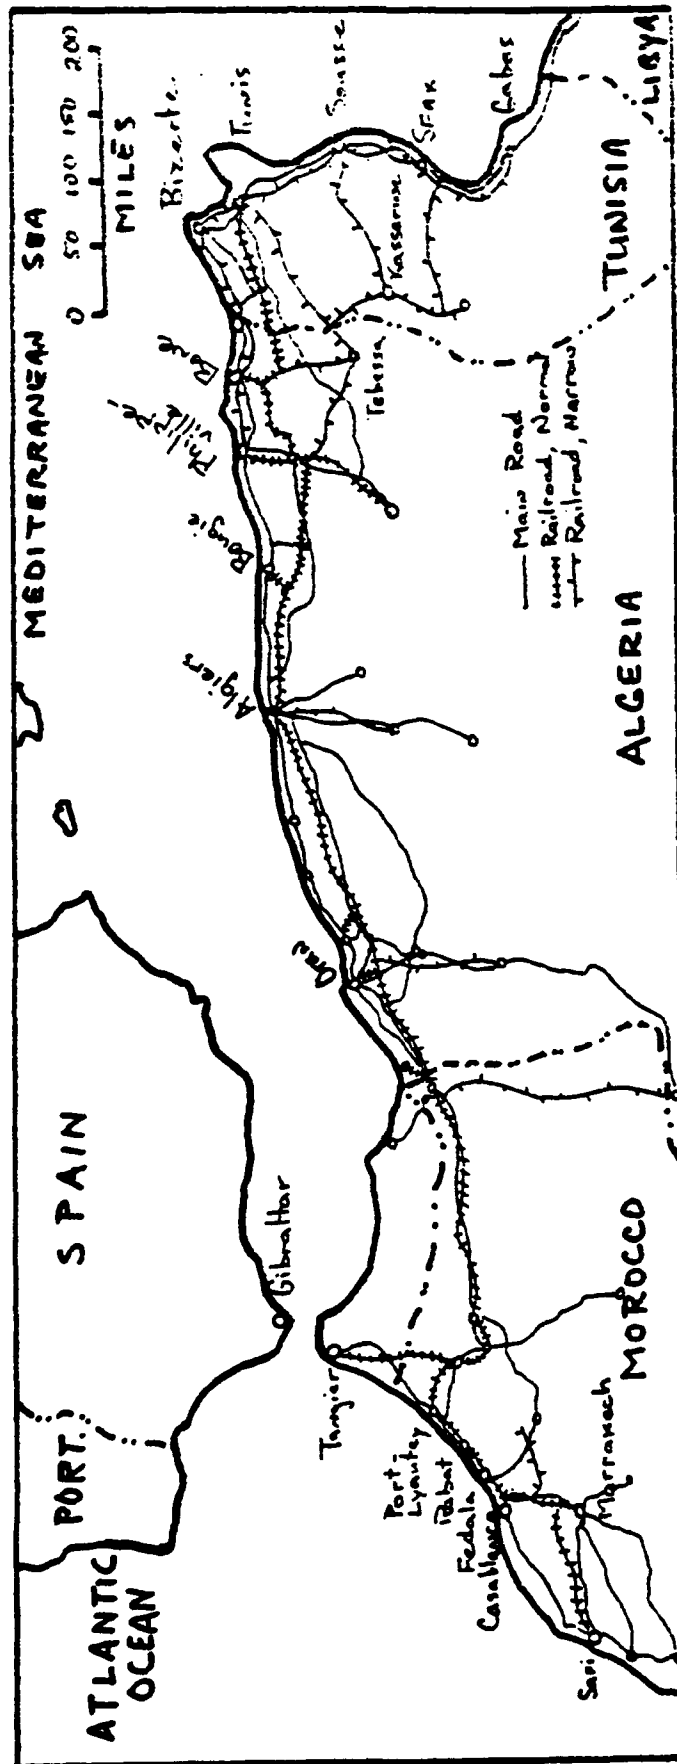 MEDITERRANEAN SEA
0 50 100 150 200
MILES
ATLANTIC
OCEAN
PORT.
SPAIN
Gibraltar
Tangier
Port-
Lyautey
Rabat
Fedala
Casablanca
Safi
Marrakech
MOROCCO
Oran
Algiers
Bougie
Philippe
ville
Bone
Bizerte
Tunis
Sousse
Sfax
Gabes
Kasserine
Tebessa
TUNISIA
LIBYA
ALGERIA
Main Road
Railroad, Normal
Railroad, Narrow